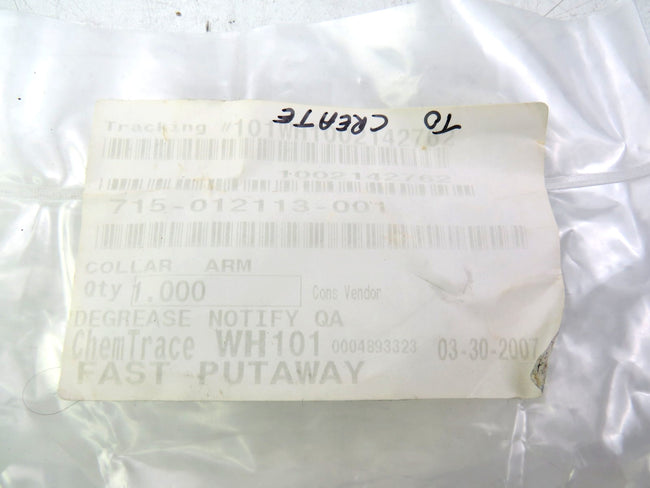 TO CREATE
Tracking #
1002142762
715-012113-001
COLLAR ARM
Qty 1.000 Cons Vendor
DEGREASE NOTIFY QA
ChemTrace WH101 0004893323 03-30-2007
FAST PUTAWAY